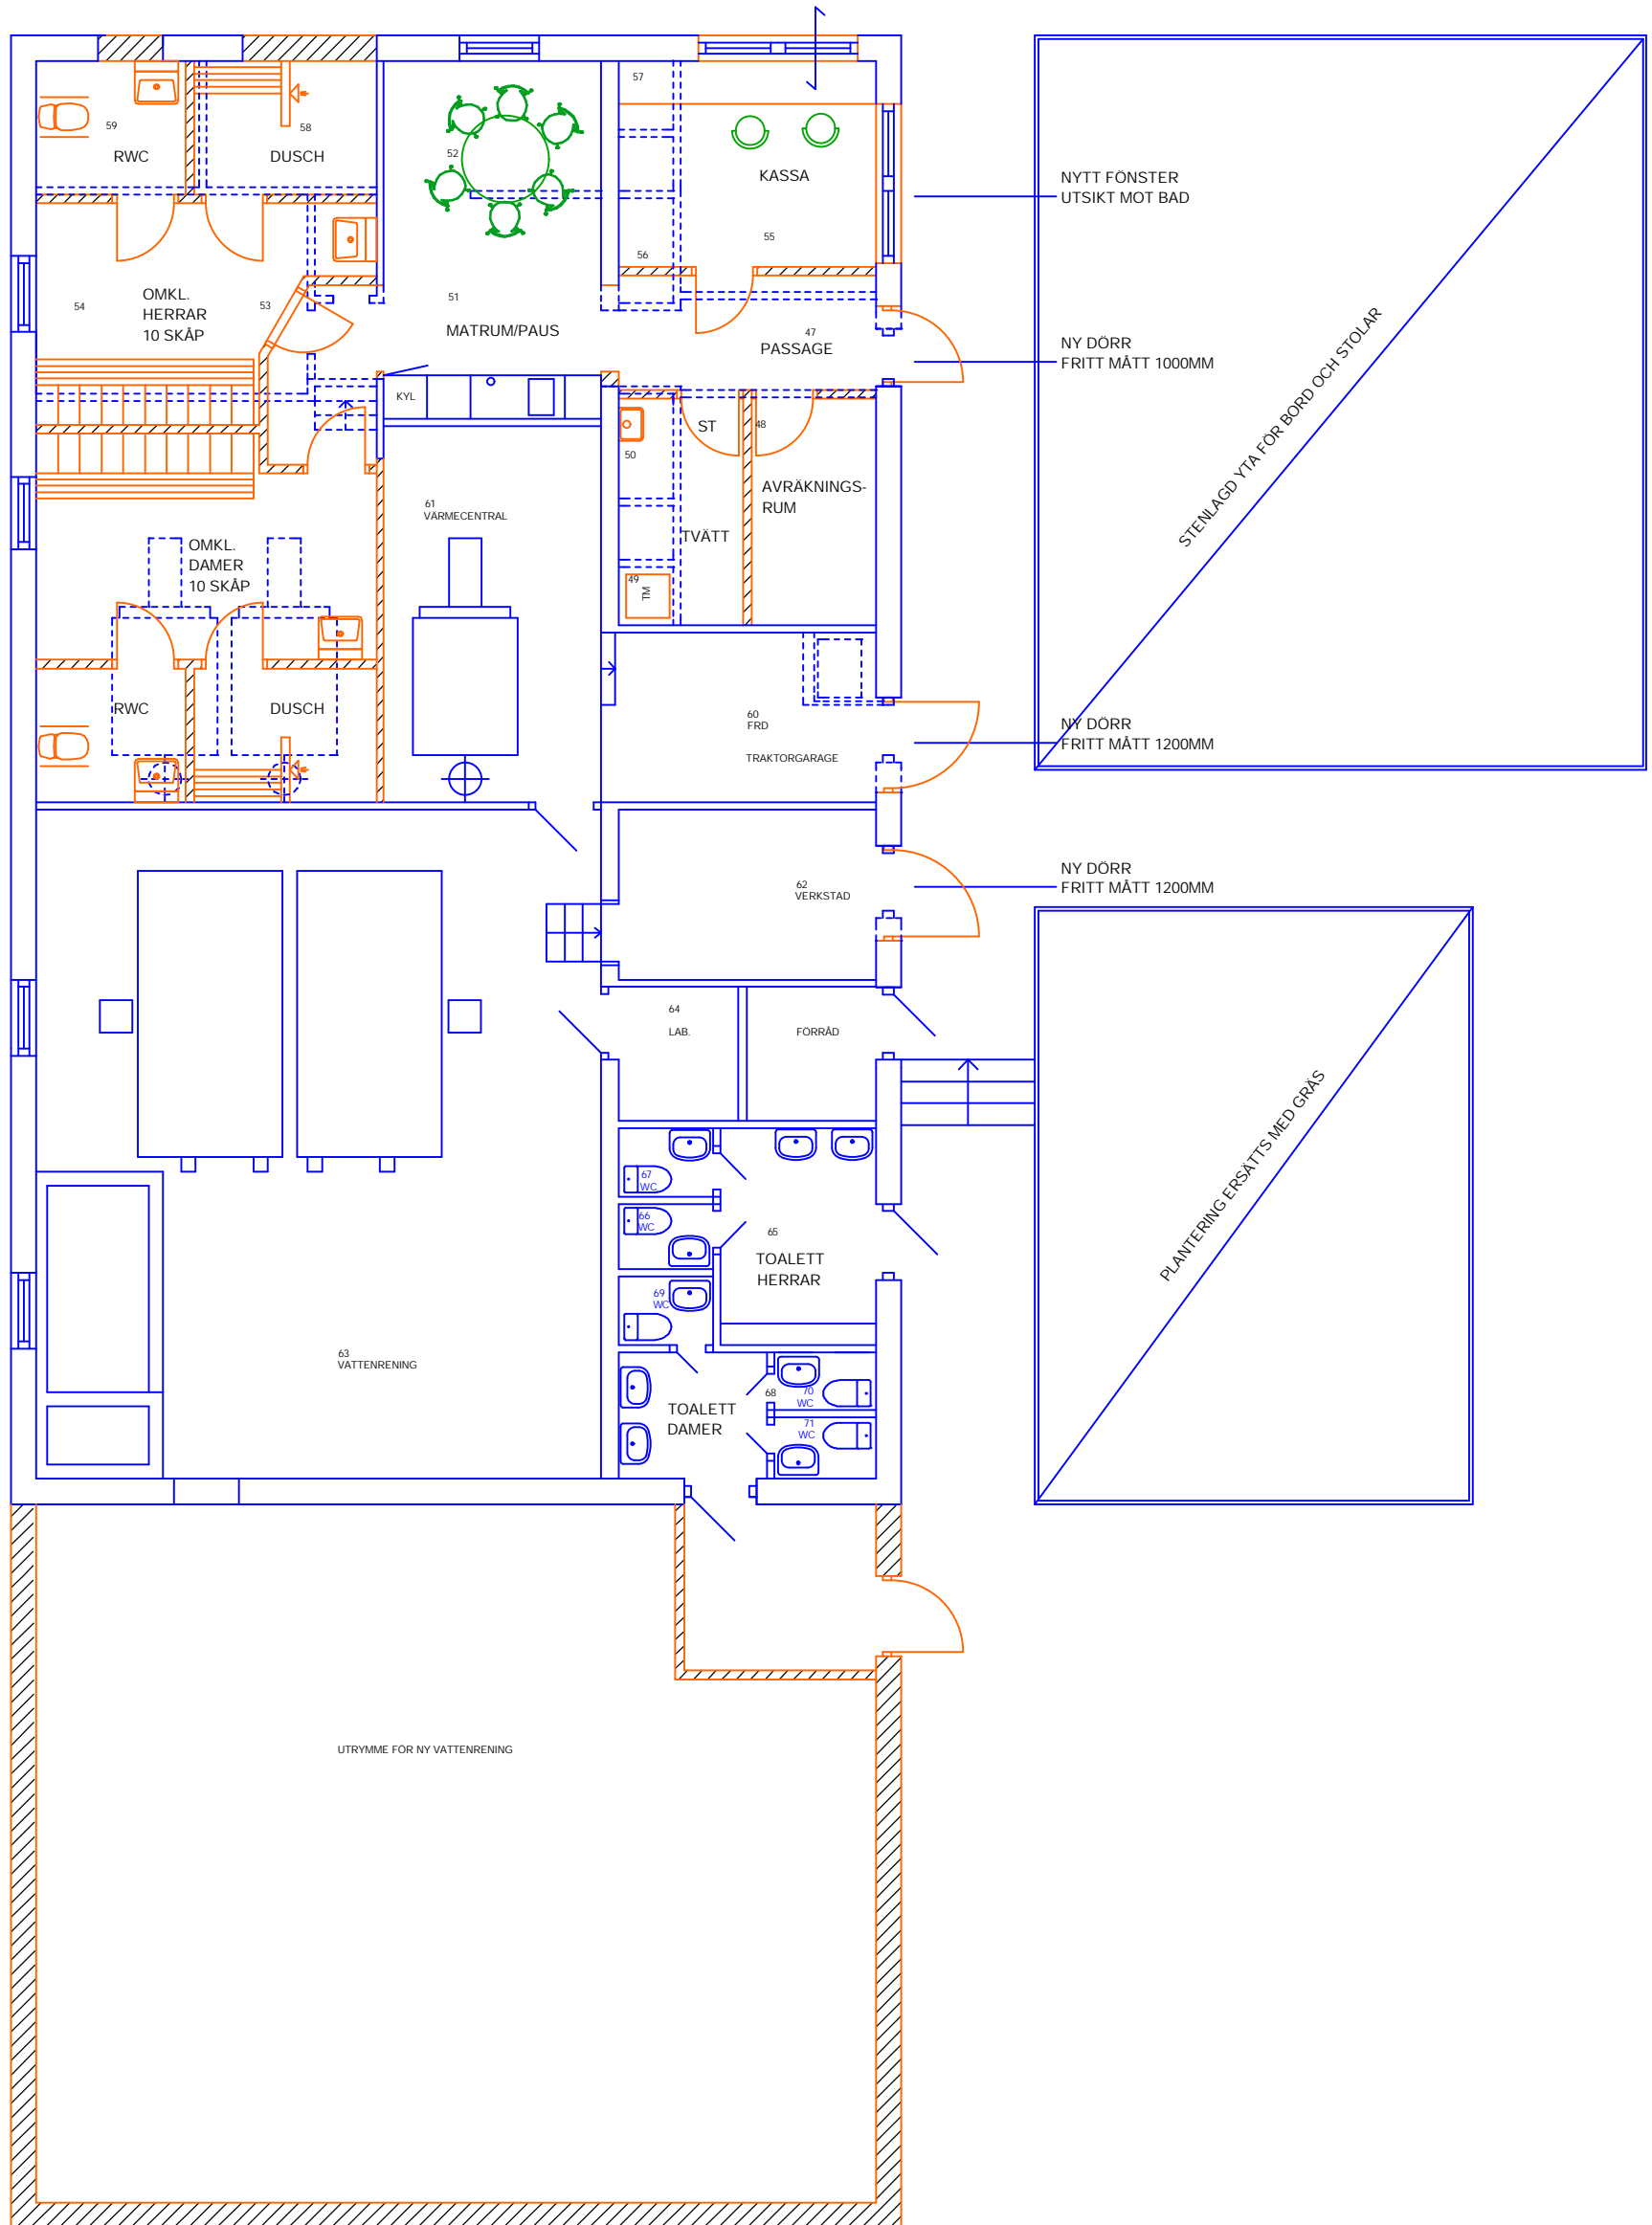 57
59
RWC
58
DUSCH
52
KASSA
NYTT FÖNSTER
UTSIKT MOT BAD
55
56
54
OMKL.
HERRAR
10 SKÅP
53
51
MATRUM/PAUS
47
PASSAGE
NY DÖRR
FRITT MÅTT 1000MM
STENLAGD YTA FÖR BORD OCH STOLAR
KYL
ST
48
50
AVRÄKNINGS-
RUM
61
VÄRMECENTRAL
TVÄTT
OMKL.
DAMER
10 SKÅP
49
TM
RWC
DUSCH
60
FRD
TRAKTORGARAGE
NY DÖRR
FRITT MÅTT 1200MM
NY DÖRR
FRITT MÅTT 1200MM
62
VERKSTAD
64
LAB.
FÖRRÅD
PLANTERING ERSÄTTS MED GRÄS
67
WC
66
WC
65
TOALETT
HERRAR
69
WC
63
VATTENRENING
68
70
WC
TOALETT
DAMER
71
WC
UTRYMME FÖR NY VATTENRENING